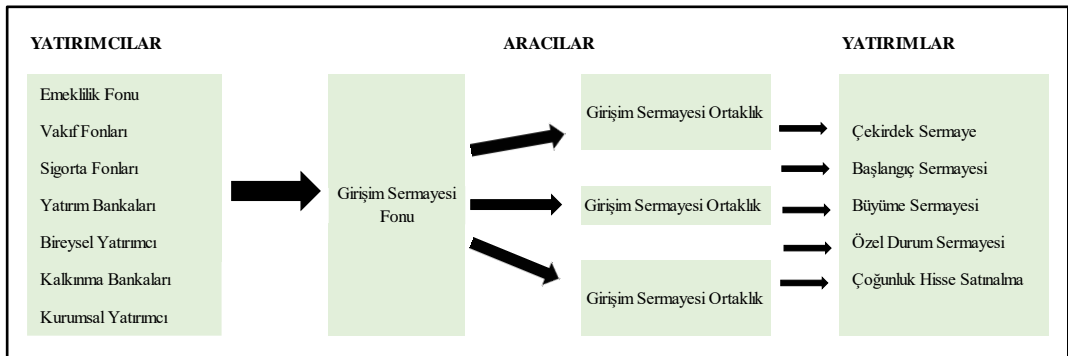 YATIRIMCILAR
Emeklilik Fonu
Vakıf Fonları
Sigorta Fonları
Yatırım Bankaları
Bireysel Yatırımcı
Kalkınma Bankaları
Kurumsal Yatırımcı
ARACILAR
Girişim Sermayesi
Fonu
Girişim Sermayesi Ortaklık
Girişim Sermayesi Ortaklık
Girişim Sermayesi Ortaklık
YATIRIMLAR
Çekirdek Sermaye
Başlangıç Sermayesi
Büyüme Sermayesi
Özel Durum Sermayesi
Çoğunluk Hisse Satınalma